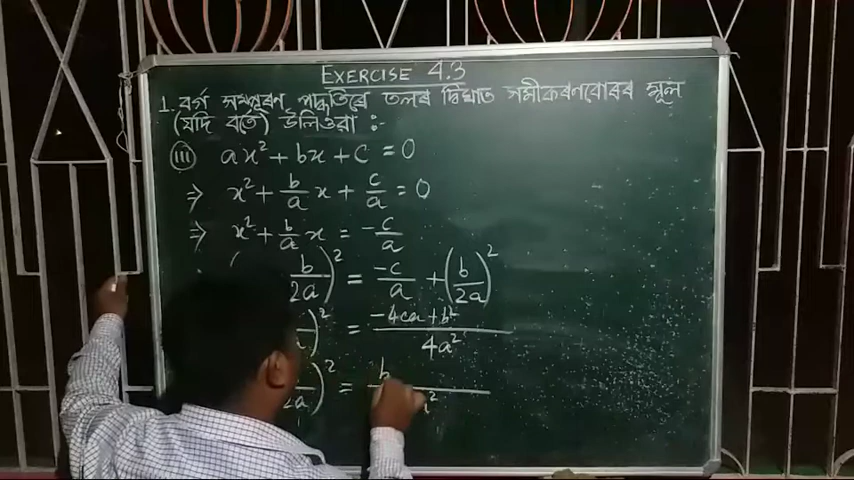 EXERCISE 4.3
1. বৰ্গ সম্পূৰণ পদ্ধতিৰে তলৰ দ্বিঘাত সমীকৰণবোৰৰ মূল
(যদি বৰ্তে) উলিওৱা :-
(iii) ax² + bx + c = 0
⇒ x² + b/a x + c/a = 0
⇒ x² + b/a x = -c/a
b/2a)² = -c/a + (b/2a)²
)² = -4ca + b²/4a²
2a)² = b